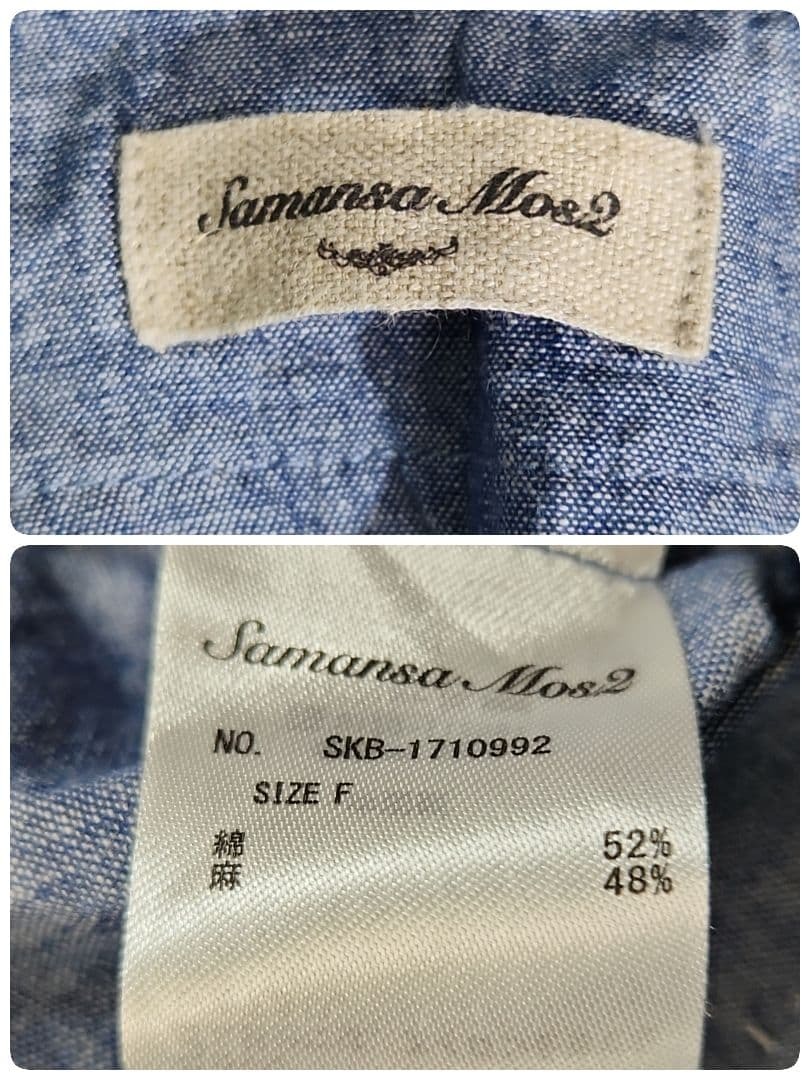 Samansa Mos2
Samansa Mos2
NO. SKB-1710992
SIZE F
綿 52%
麻 48%